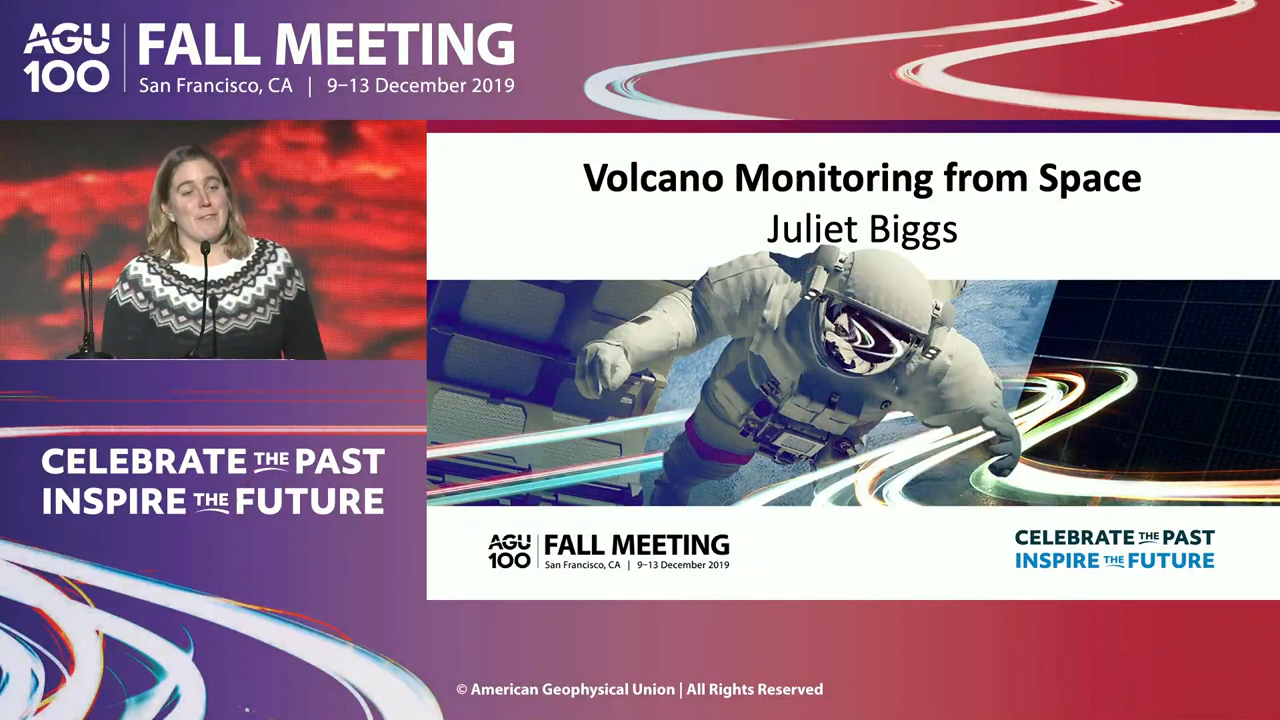 AGU
100
FALL MEETING
San Francisco, CA | 9–13 December 2019
Volcano Monitoring from Space
Juliet Biggs
CELEBRATE THE PAST
INSPIRE THE FUTURE
AGU
100
FALL MEETING
San Francisco, CA | 9–13 December 2019
CELEBRATE THE PAST
INSPIRE THE FUTURE
© American Geophysical Union | All Rights Reserved